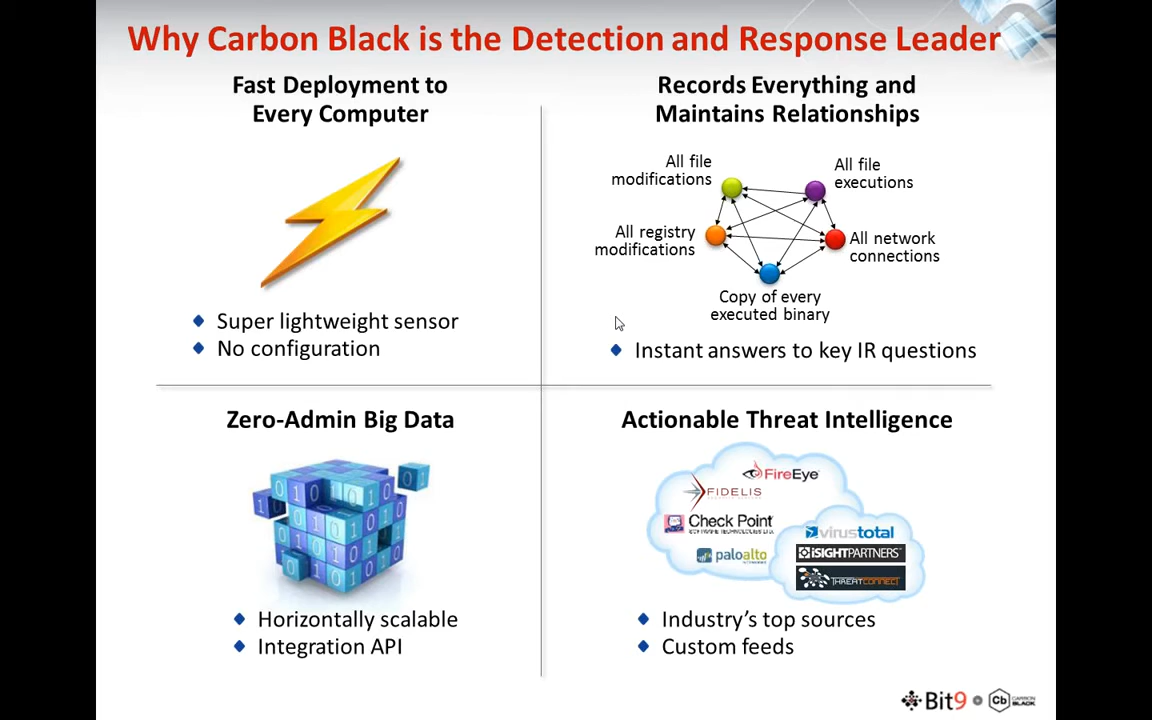 Why Carbon Black is the Detection and Response Leader
Fast Deployment to
Every Computer
Super lightweight sensor
No configuration
Records Everything and
Maintains Relationships
All file
modifications
All file
executions
All registry
modifications
All network
connections
Copy of every
executed binary
Instant answers to key IR questions
Zero-Admin Big Data
Horizontally scalable
Integration API
Actionable Threat Intelligence
FireEye
FIDELIS
Check Point
paloalto
virustotal
iSIGHTPARTNERS
THREATCONNECT
Industry’s top sources
Custom feeds
Bit9
Cb CARBON
BLACK